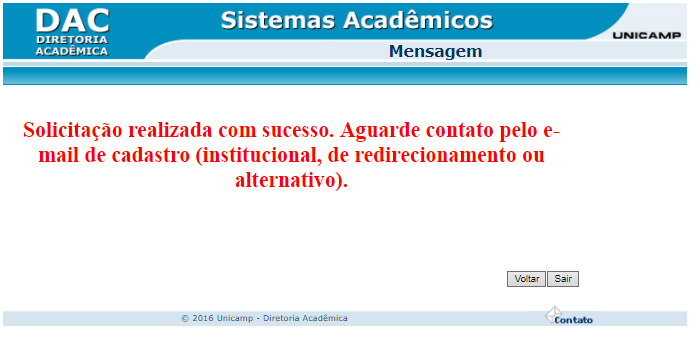 DAC
DIRETORIA
ACADÊMICA
Sistemas Acadêmicos
Mensagem
UNICAMP
Solicitação realizada com sucesso. Aguarde contato pelo e-
mail de cadastro (institucional, de redirecionamento ou
alternativo).
Voltar Sair
© 2016 Unicamp - Diretoria Acadêmica
Contato